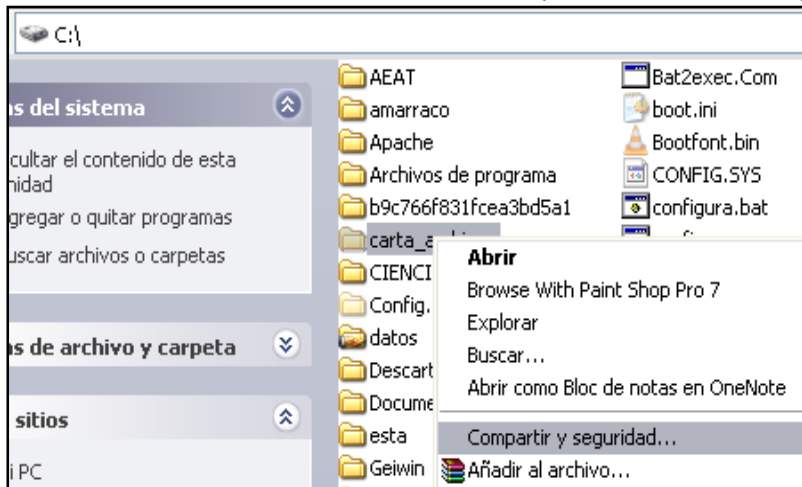 C:\
as del sistema
cultar el contenido de esta
nidad
gregar o quitar programas
uscar archivos o carpetas
as de archivo y carpeta
sitios
i PC
AEAT
amarraco
Apache
Archivos de programa
b9c766f831fcea3bd5a1
carta_a
CIENCI
Config.
datos
Descart
Docume
esta
Geiwin
Bat2exec.Com
boot.ini
Bootfont.bin
CONFIG.SYS
configura.bat
Abrir
Browse With Paint Shop Pro 7
Explorar
Buscar...
Abrir como Bloc de notas en OneNote
Compartir y seguridad...
Añadir al archivo...